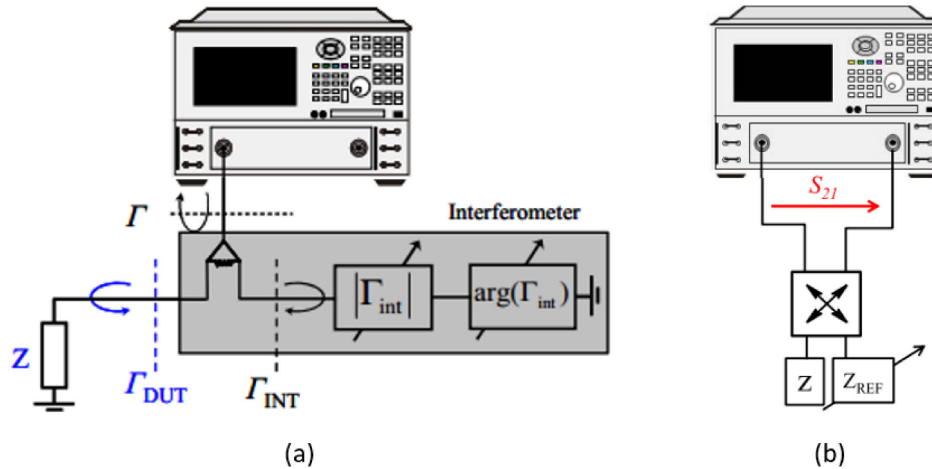 Γ
Interferometer
|Γint|
arg(Γint)
Z
ΓDUT
ΓINT
(a)
S21
Z
ZREF
(b)